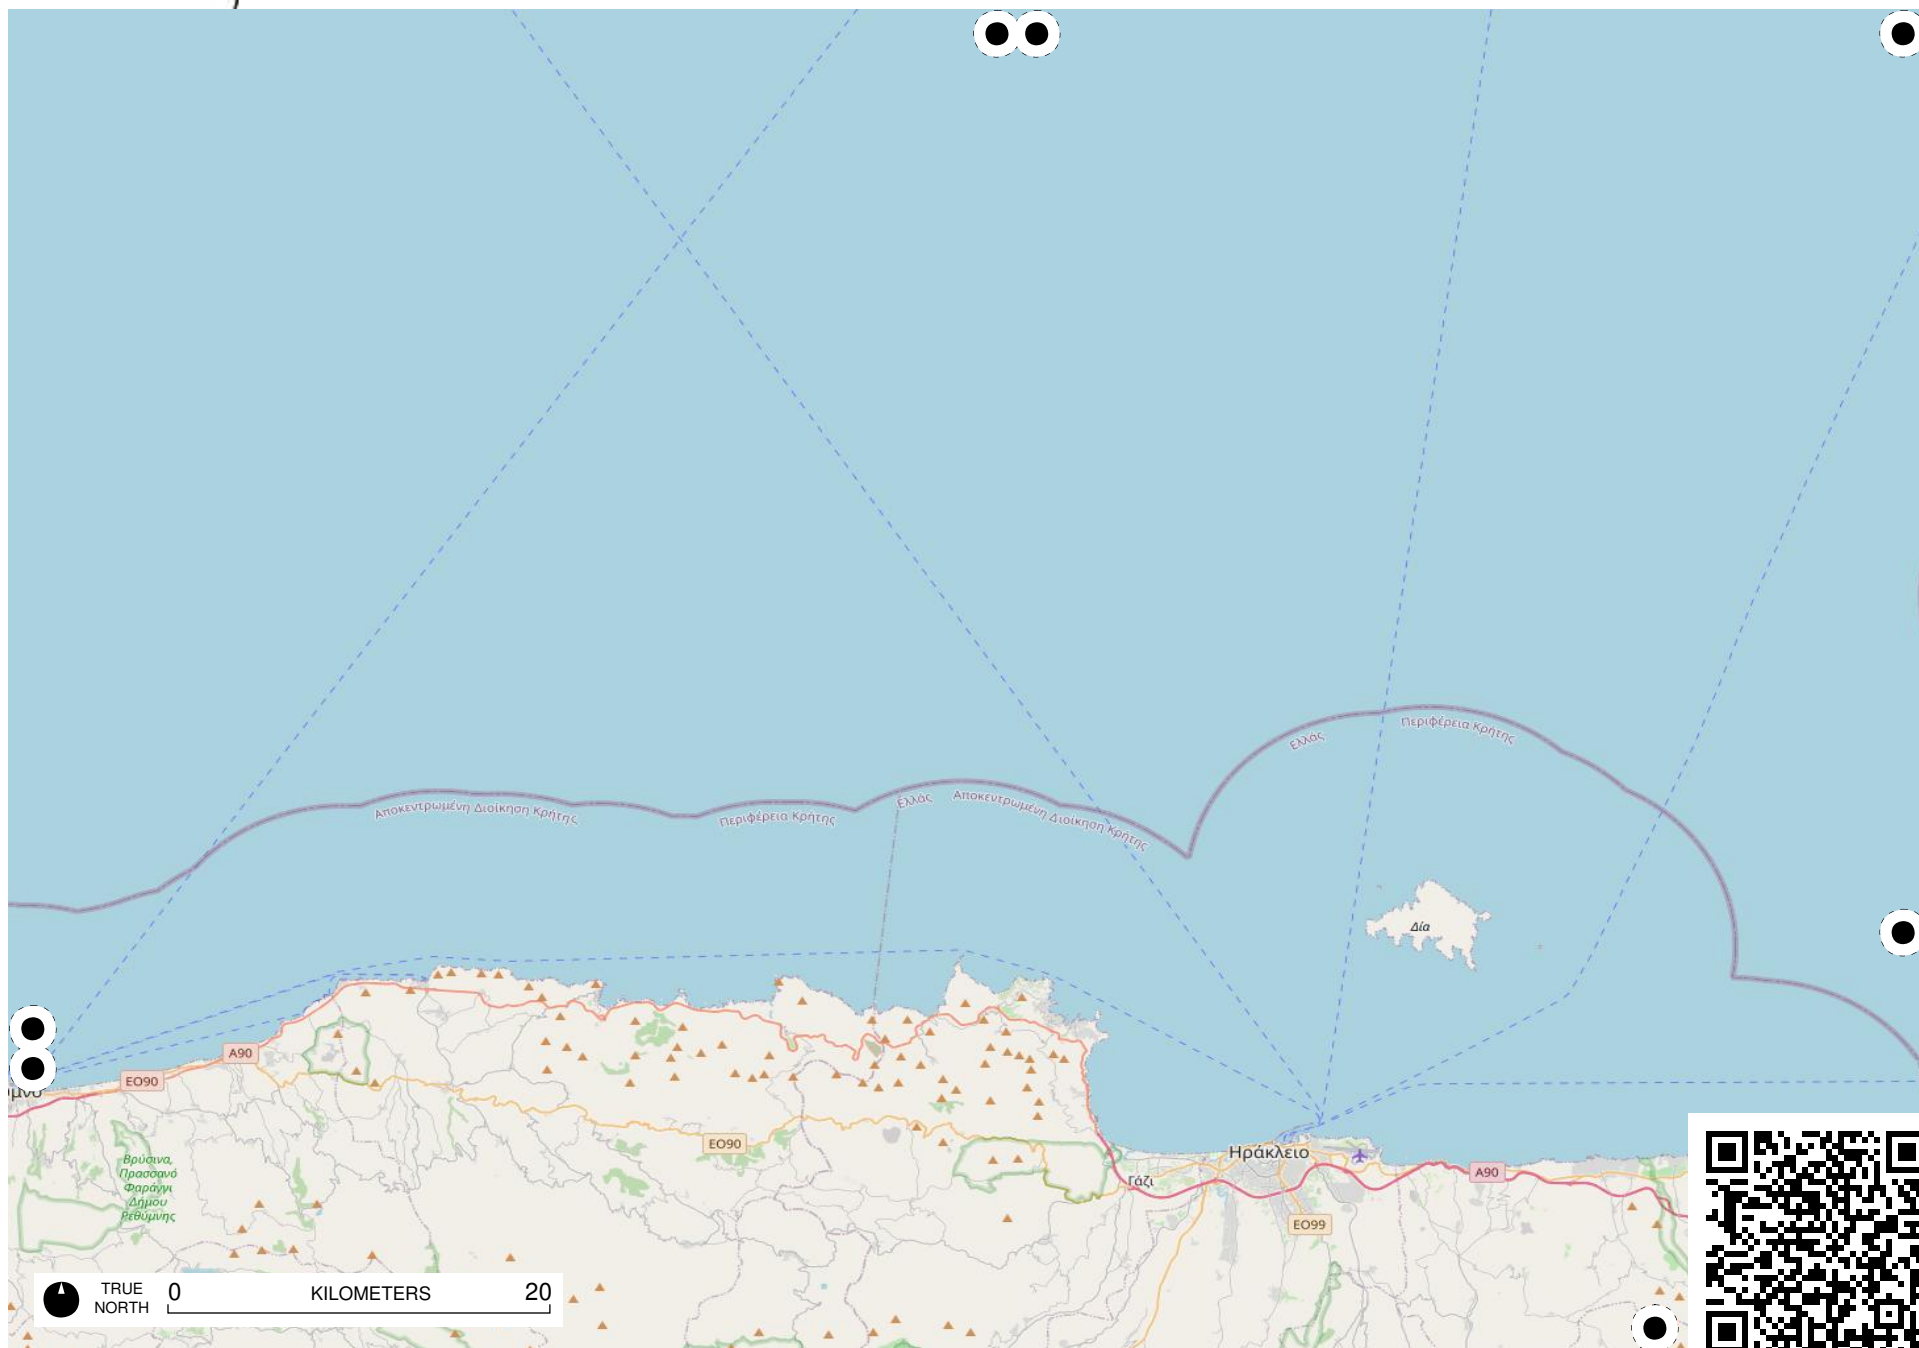 Ελλάς
Περιφέρεια Κρήτης
Αποκεντρωμένη Διοίκηση Κρήτης
Περιφέρεια Κρήτης
Ελλάς
Αποκεντρωμένη Διοίκηση Κρήτης
Δία
A90
EO90
μνο
EO90
Ηράκλειο
Γάζι
A90
EO99
Βρύσινα,
Πρασσανό
Φαράγγι
Δήμου
Ρεθύμνης
TRUE
NORTH
0 KILOMETERS 20